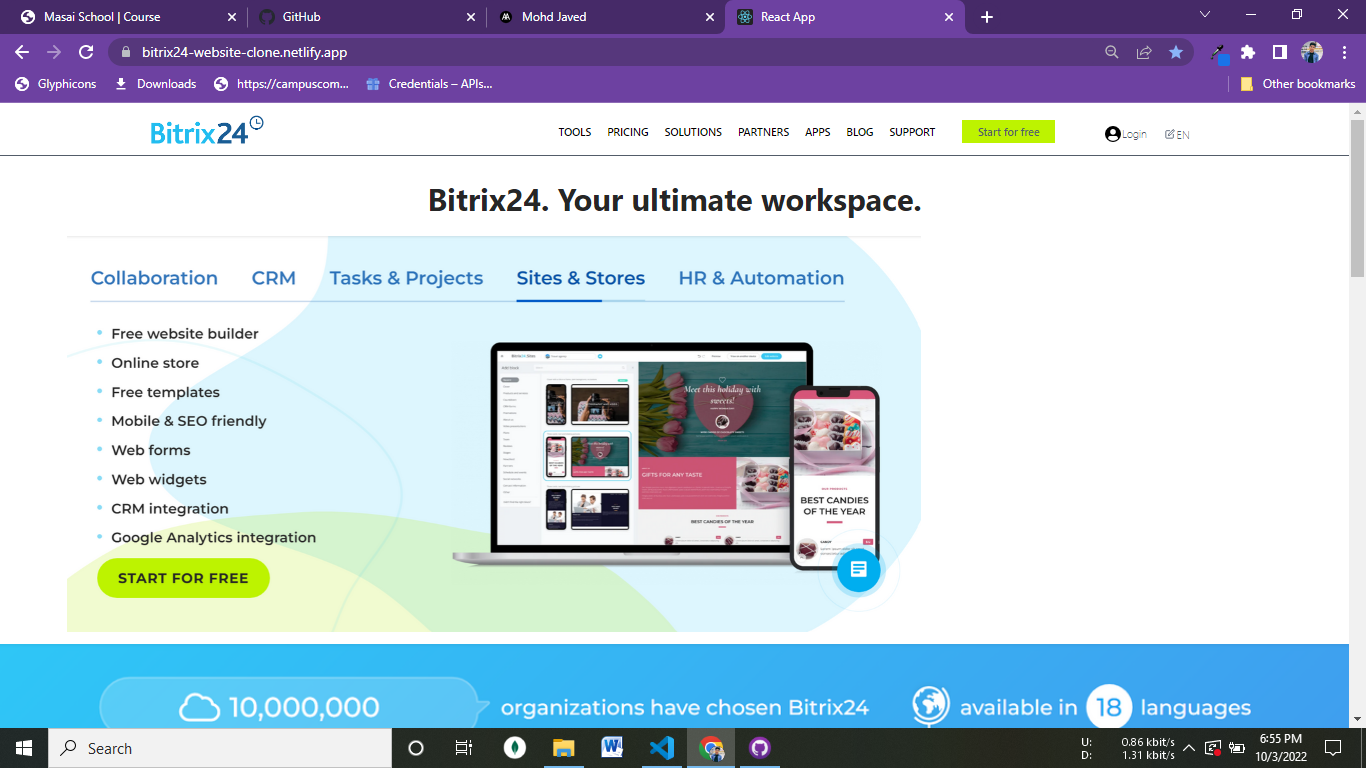 Masai School | Course
GitHub
Mohd Javed
React App
bitrix24-website-clone.netlify.app
Glyphicons
Downloads
https://campuscom...
Credentials – APIs...
Other bookmarks
Bitrix24
TOOLS PRICING SOLUTIONS PARTNERS APPS BLOG SUPPORT
Start for free
Login
EN
Bitrix24. Your ultimate workspace.
Collaboration CRM Tasks & Projects Sites & Stores HR & Automation
Free website builder
Online store
Free templates
Mobile & SEO friendly
Web forms
Web widgets
CRM integration
Google Analytics integration
START FOR FREE
Meet this holiday with
sweets!
GIFTS FOR ANY TASTE
BEST CANDIES OF THE YEAR
BEST CANDIES
OF THE YEAR
10,000,000
organizations have chosen Bitrix24
available in 18 languages
Search
U: 0.86 kbit/s
D: 1.31 kbit/s
6:55 PM
10/3/2022